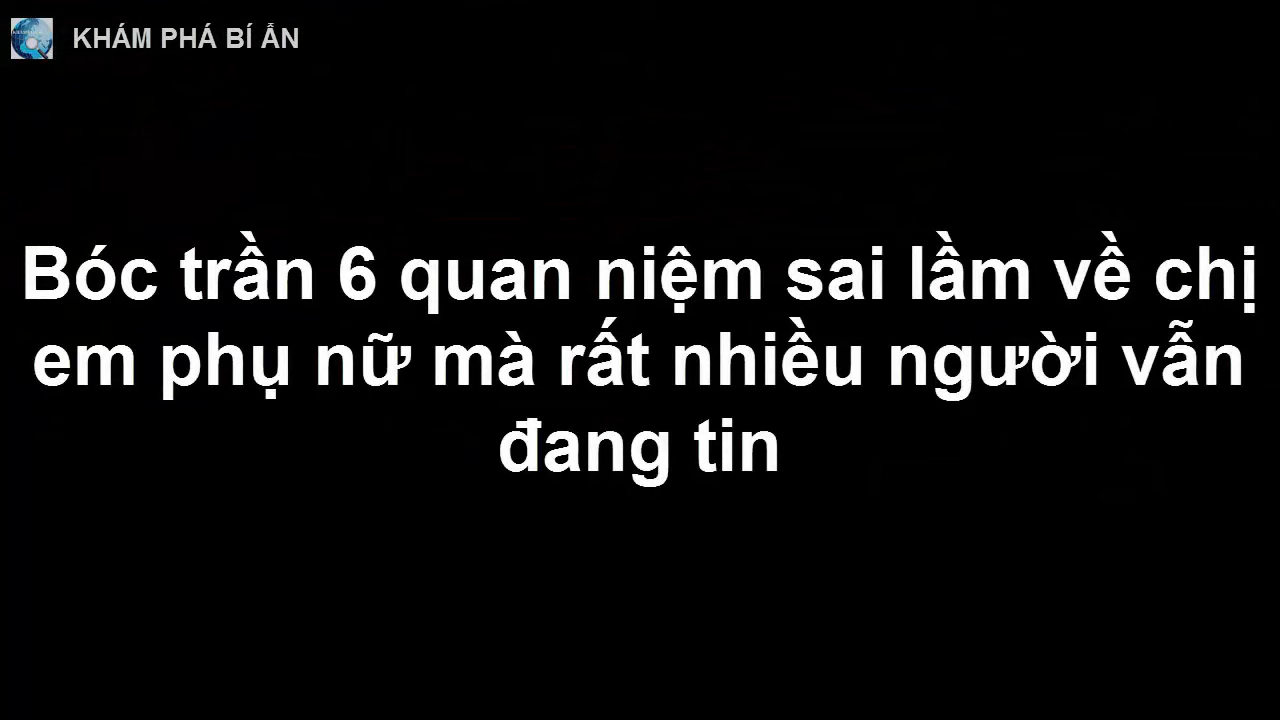 KHÁM PHÁ BÍ ẨN
Bóc trần 6 quan niệm sai lầm về chị
em phụ nữ mà rất nhiều người vẫn
đang tin